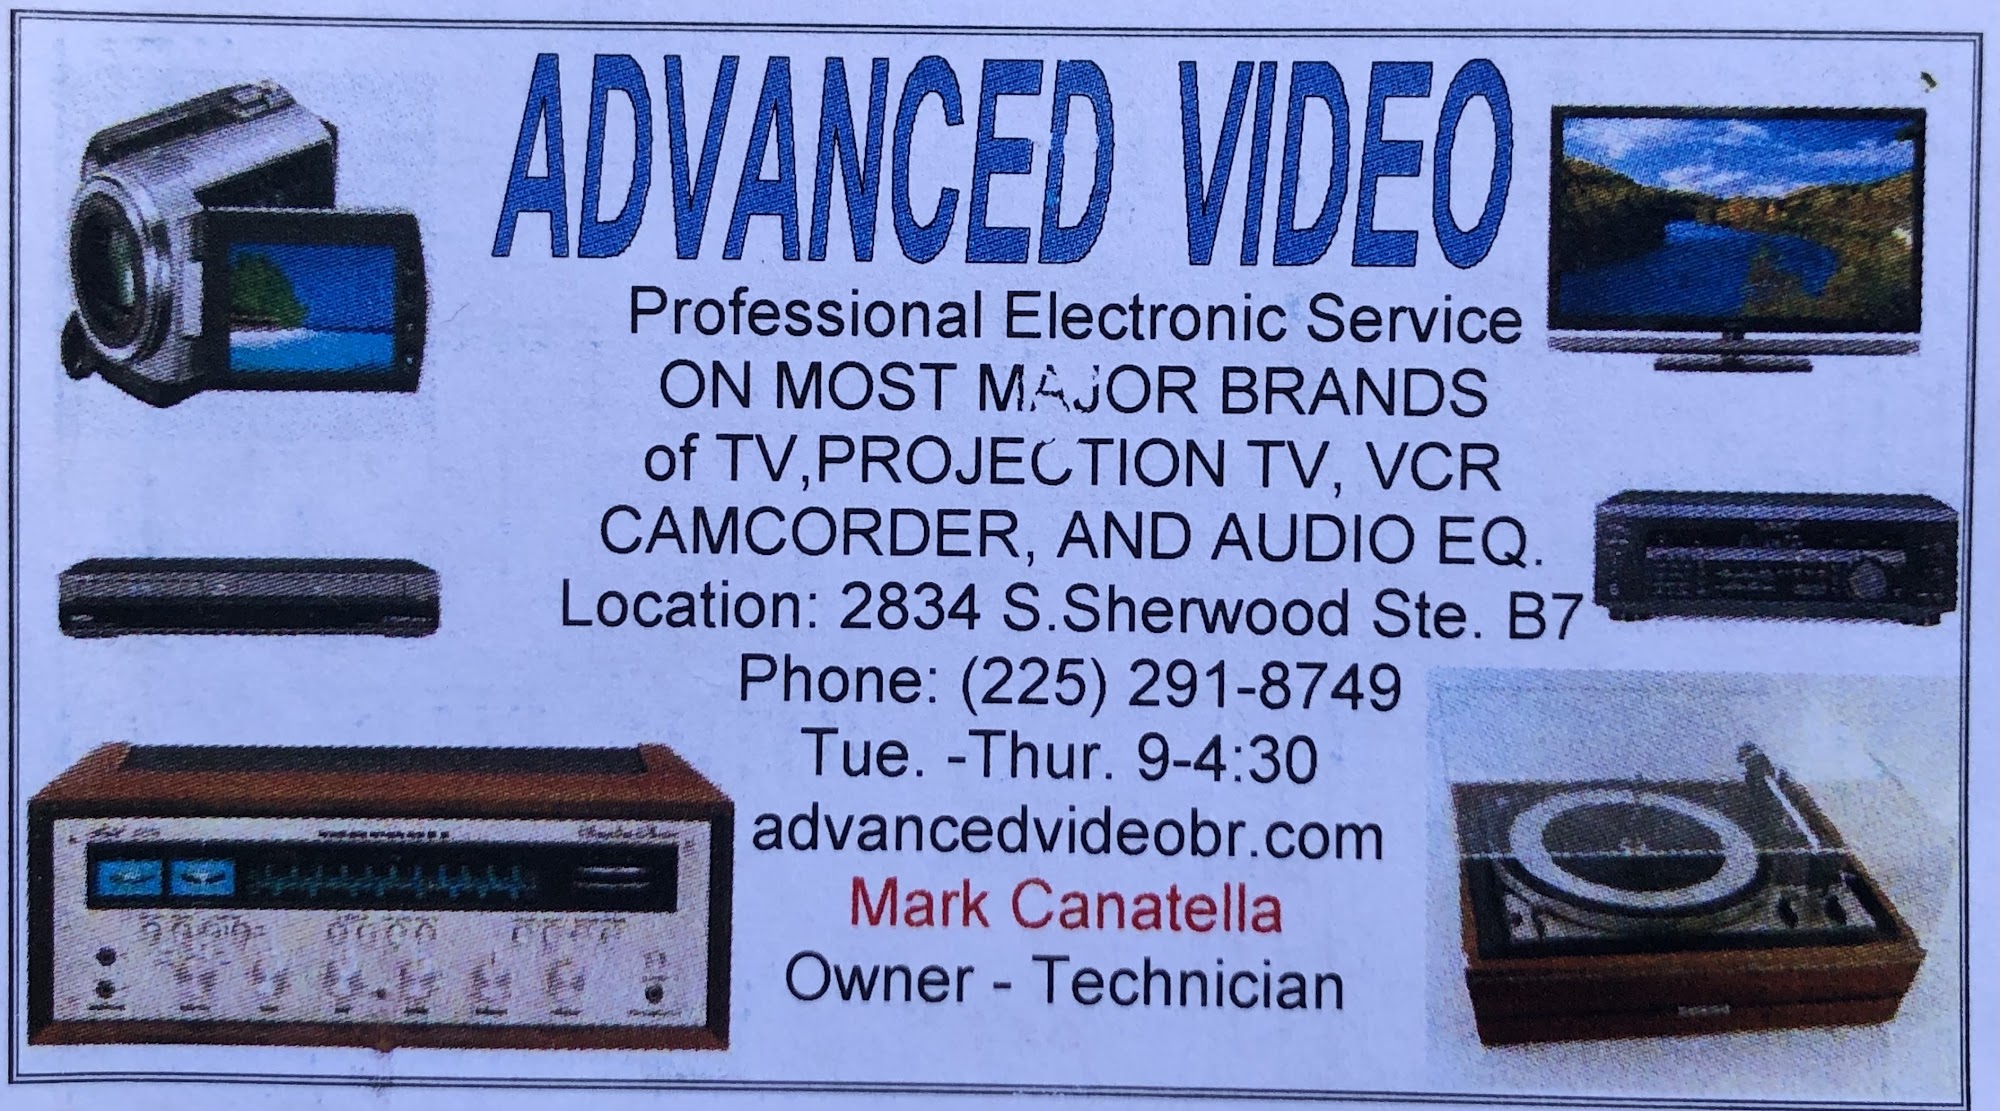 ADVANCED VIDEO
Professional Electronic Service
ON MOST MAJOR BRANDS
of TV,PROJECTION TV, VCR
CAMCORDER, AND AUDIO EQ.
Location: 2834 S.Sherwood Ste. B7
Phone: (225) 291-8749
Tue. -Thur. 9-4:30
advancedvideobr.com
Mark Canatella
Owner - Technician